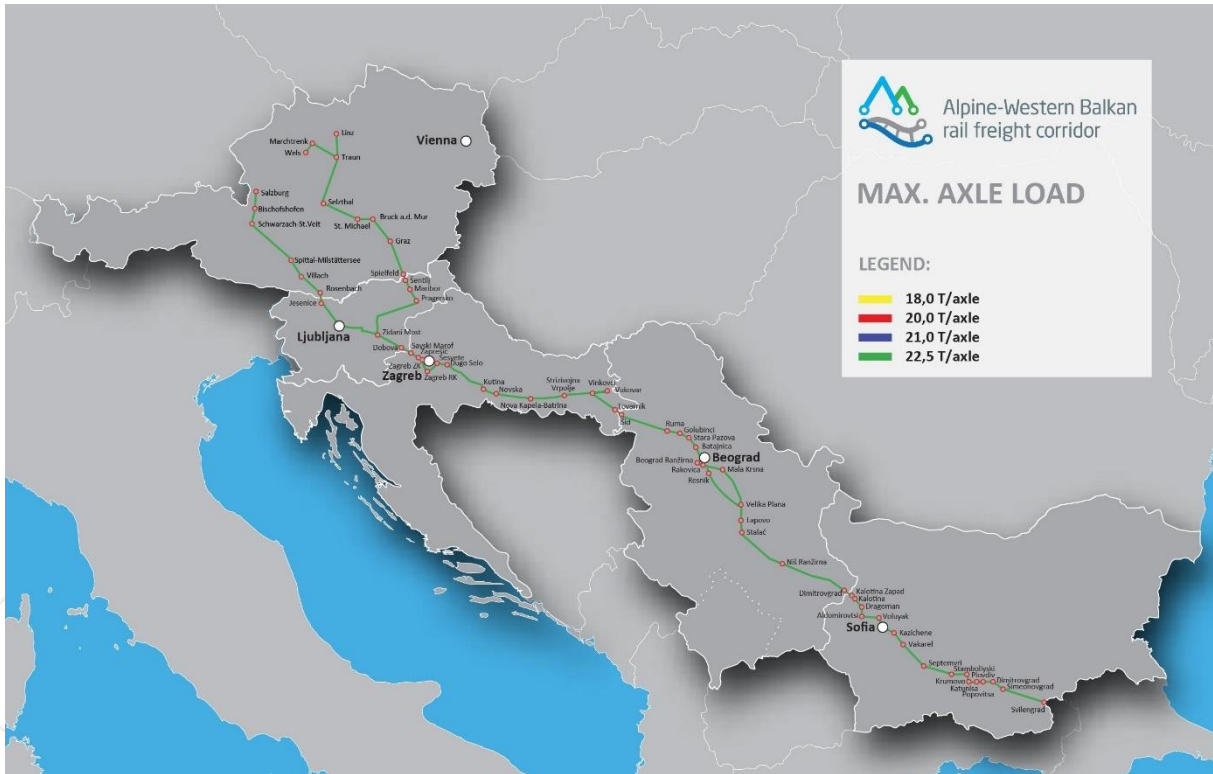 Alpine-Western Balkan
rail freight corridor
MAX. AXLE LOAD
LEGEND:
18,0 T/axle
20,0 T/axle
21,0 T/axle
22,5 T/axle
Linz
Marchtrenk
Wels
Traun
Vienna
Salzburg
Bischofshofen
Schwarzach-St.Veit
Selzthal
St. Michael
Bruck a.d. Mur
Graz
Spittal-Milstättersee
Villach
Rosenbach
Spielfeld
Sentilj
Maribor
Pragersko
Jesenice
Ljubljana
Zidani Most
Dobova
Savski Marof
Zaprešić
Sesvete
Dugo Selo
Zagreb ZK
Zagreb
Zagreb RK
Kutina
Novska
Nova Kapela-Batrina
Strizivojna
Vrpolje
Vinkovci
Vukovar
Tovarnik
Šid
Ruma
Golubinci
Stara Pazova
Batajnica
Beograd
Beograd Ranžirna
Rakovica
Resnik
Mala Krsna
Velika Plana
Lapovo
Stalać
Niš Ranžirna
Dimitrovgrad
Kalotina Zapad
Kalotina
Dragoman
Aldomirovtsi
Voluyak
Sofia
Kazichene
Vakarel
Septemvri
Stamboliyski
Plovdiv
Krumovo
Katunitsa
Popovitsa
Dimitrovgrad
Simeonovgrad
Svilengrad